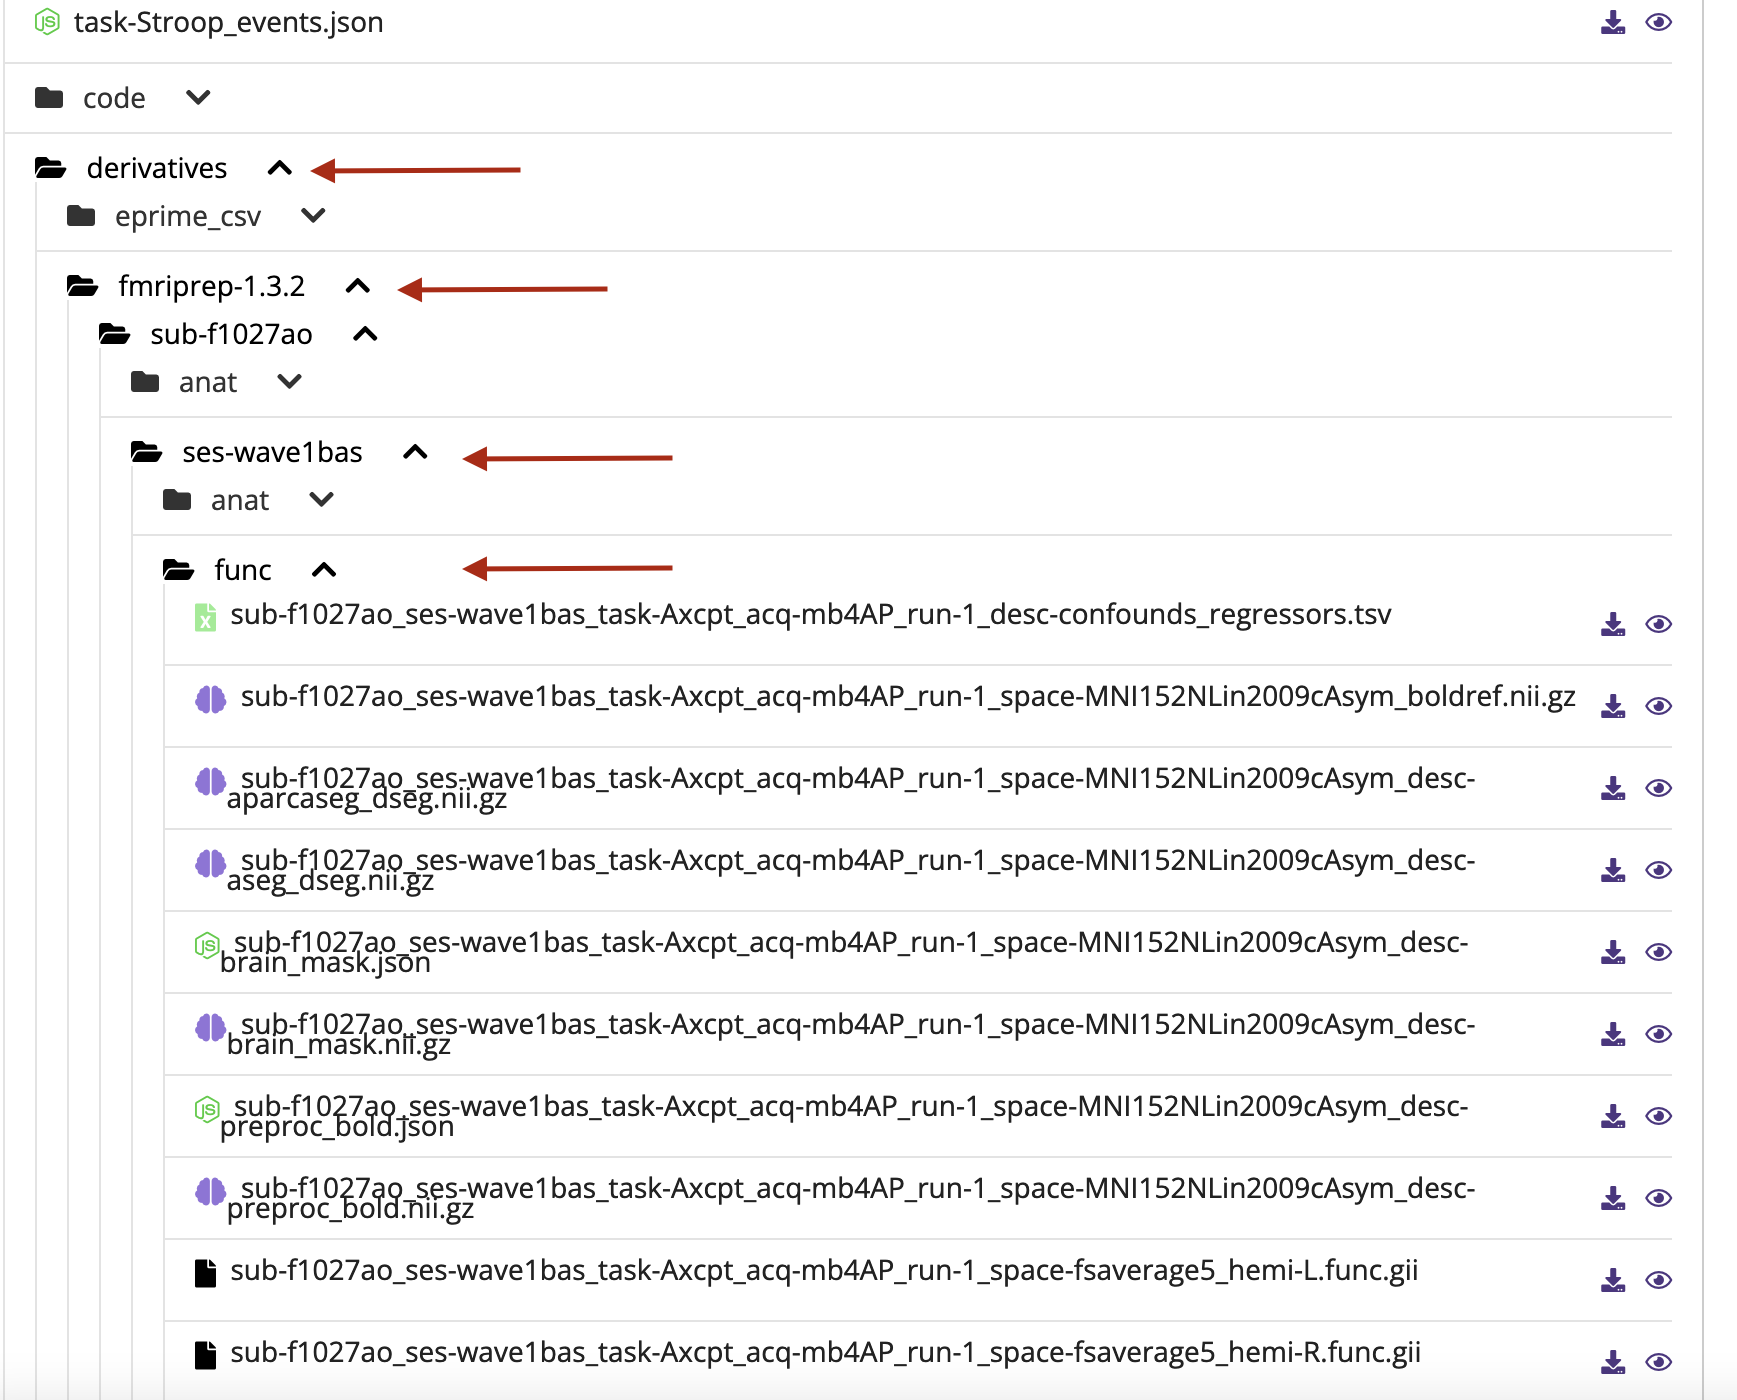 task-Stroop_events.json
code
derivatives
eprime_csv
fmriprep-1.3.2
sub-f1027ao
anat
ses-wave1bas
anat
func
sub-f1027ao_ses-wave1bas_task-Axcpt_acq-mb4AP_run-1_desc-confounds_regressors.tsv
sub-f1027ao_ses-wave1bas_task-Axcpt_acq-mb4AP_run-1_space-MNI152NLin2009cAsym_boldref.nii.gz
sub-f1027ao_ses-wave1bas_task-Axcpt_acq-mb4AP_run-1_space-MNI152NLin2009cAsym_desc-
aparcaseg_dseg.nii.gz
sub-f1027ao_ses-wave1bas_task-Axcpt_acq-mb4AP_run-1_space-MNI152NLin2009cAsym_desc-
aseg_dseg.nii.gz
sub-f1027ao_ses-wave1bas_task-Axcpt_acq-mb4AP_run-1_space-MNI152NLin2009cAsym_desc-
brain_mask.json
sub-f1027ao_ses-wave1bas_task-Axcpt_acq-mb4AP_run-1_space-MNI152NLin2009cAsym_desc-
brain_mask.nii.gz
sub-f1027ao_ses-wave1bas_task-Axcpt_acq-mb4AP_run-1_space-MNI152NLin2009cAsym_desc-
preproc_bold.json
sub-f1027ao_ses-wave1bas_task-Axcpt_acq-mb4AP_run-1_space-MNI152NLin2009cAsym_desc-
preproc_bold.nii.gz
sub-f1027ao_ses-wave1bas_task-Axcpt_acq-mb4AP_run-1_space-fsaverage5_hemi-L.func.gii
sub-f1027ao_ses-wave1bas_task-Axcpt_acq-mb4AP_run-1_space-fsaverage5_hemi-R.func.gii